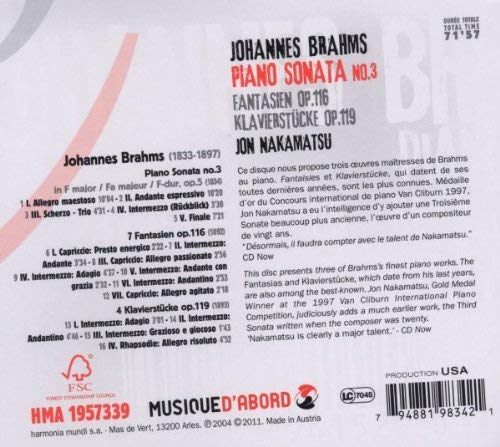 DURÉE TOTALE
TOTAL TIME
71'57
JOHANNES BRAHMS
PIANO SONATA NO.3
FANTASIEN OP.116
KLAVIERSTÜCKE OP.119
JON NAKAMATSU
Johannes Brahms (1833-1897)
Piano Sonata no.3
in F major / Fa majeur / F-dur. op.5 (1854)
1 I. Allegro maestoso 10'04 - 2 II. Andante espressivo 10'20
3 III. Scherzo - Trio 4'31 - 4 IV. Intermezzo (Rückblick) 3'30
5 V. Finale 7'21
7 Fantasien op.116 (1892)
6 I. Capriccio: Presto energico 2'22 - 7 II. Intermezzo:
Andante 3'34 - 8 III. Capriccio: Allegro passionato 2'56
9 IV. Intermezzo: Adagio 4'37 - 10 V. Intermezzo: Andante con
grazia 2'32 - 11 VI. Intermezzo: Andantino 2'53
12 VII. Capriccio: Allegro agitato 2'18
4 Klavierstücke op.119 (1893)
13 I. Intermezzo: Adagio 3'01 - 14 II. Intermezzo:
Andantino 4'46 - 15 III. Intermezzo: Grazioso e giocoso 1'43
16 IV. Rhapsodie: Allegro risoluto 4'52
Ce disque nous propose trois œuvres maîtresses de Brahms
au piano. Fantaisies et Klavierstücke, qui datent de ses
toutes dernières années, sont les plus connues. Médaille
d'or du Concours international de piano Van Cliburn 1997,
Jon Nakamatsu a eu l'intelligence d'y ajouter une Troisième
Sonate beaucoup plus ancienne, l'œuvre d'un compositeur
de vingt ans.
“Désormais, il faudra compter avec le talent de Nakamatsu.”
CD Now
This disc presents three of Brahms's finest piano works. The
Fantasias and Klavierstücke, which date from his last years,
are also among the best-known. Jon Nakamatsu, Gold Medal
Winner at the 1997 Van Cliburn International Piano
Competition, judiciously adds a much earlier work, the Third
Sonata written when the composer was twenty.
'Nakamatsu is clearly a major talent.' - CD Now
FSC
FOREST STEWARDSHIP COUNCIL
HMA 1957339
MUSIQUE D'ABORD
harmonia mundi s.a. - Mas de Vert, 13200 Arles. ℗ 2004 © 2011. Made in Austria
PRODUCTION USA
LC 7045
7 94881 98342 1